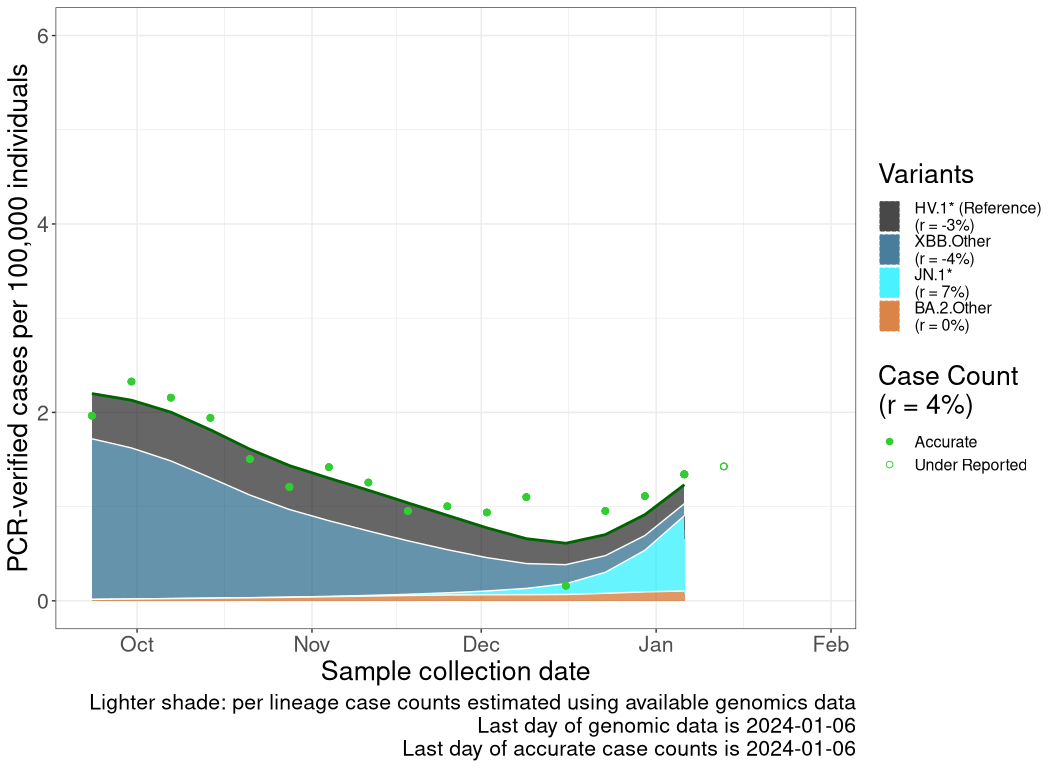 PCR-verified cases per 100,000 individuals
6
4
2
0
Oct
Nov
Dec
Jan
Feb
Sample collection date
Lighter shade: per lineage case counts estimated using available genomics data
Last day of genomic data is 2024-01-06
Last day of accurate case counts is 2024-01-06
Variants
HV.1* (Reference)
(r = -3%)
XBB.Other
(r = -4%)
JN.1*
(r = 7%)
BA.2.Other
(r = 0%)
Case Count
(r = 4%)
Accurate
Under Reported